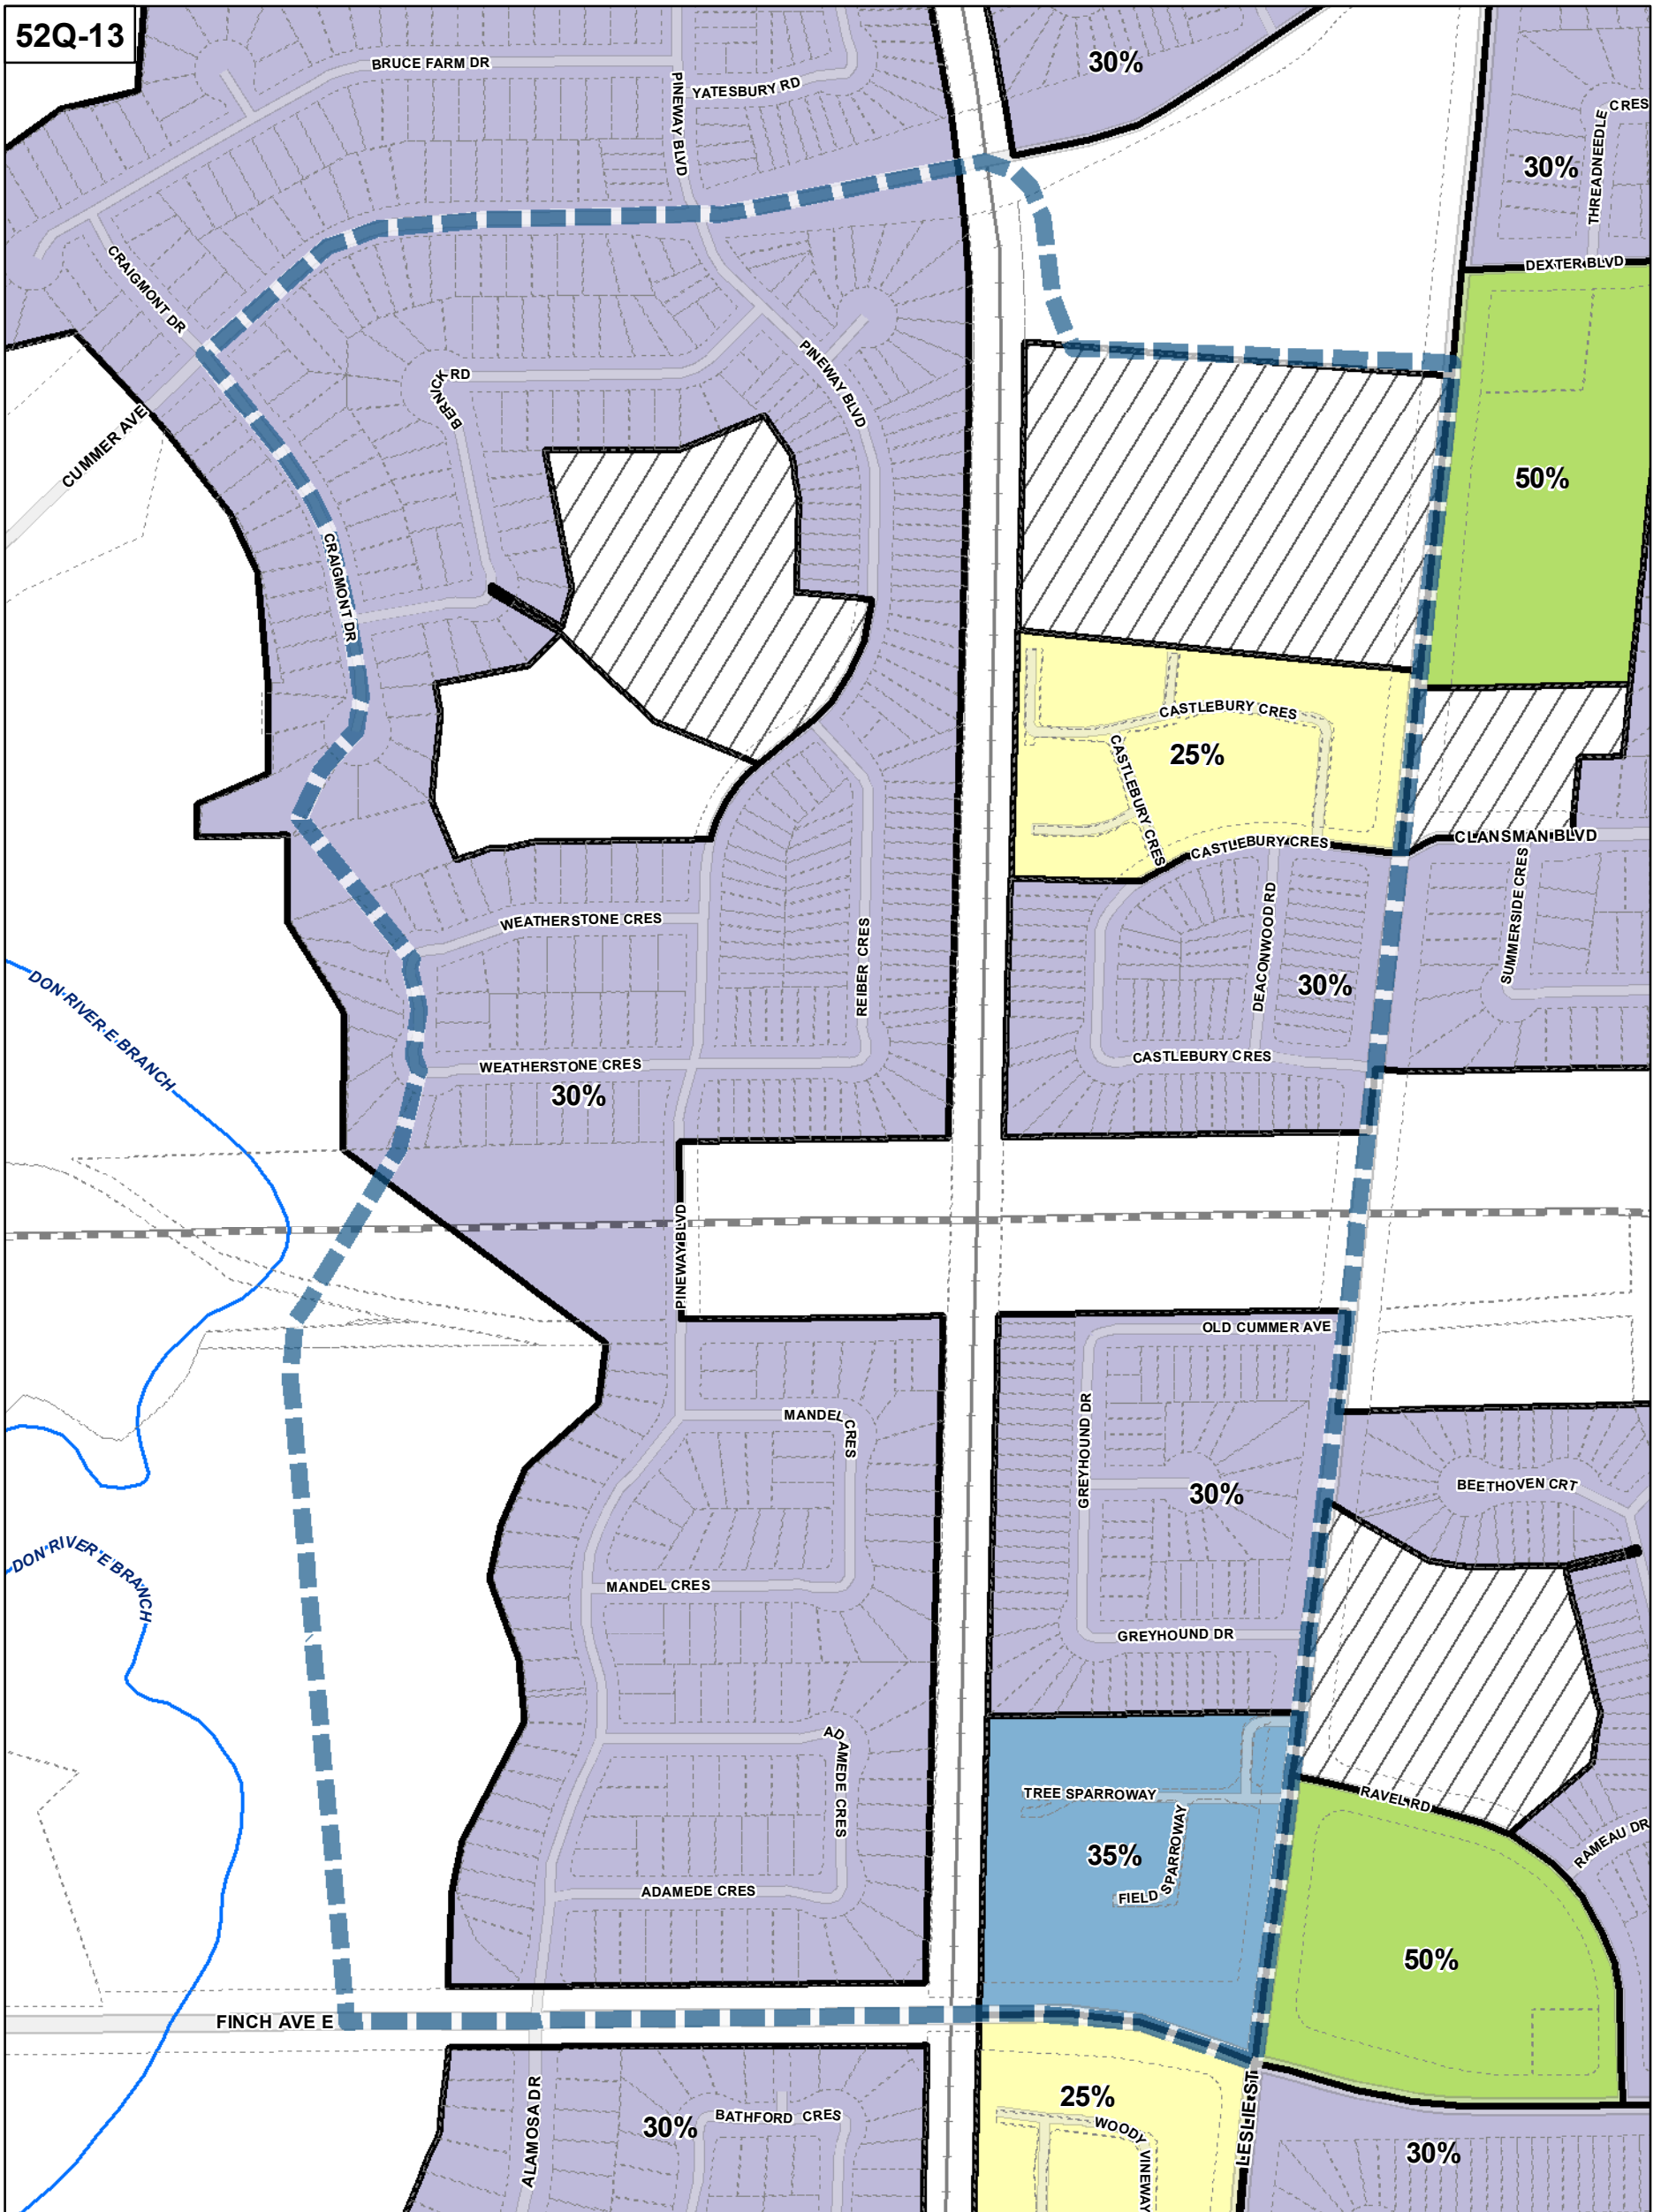 52Q-13
BRUCE FARM DR
YATESBURY RD
PINEWAY BLVD
30%
CRES
THREADNEEDLE
30%
DEXTER BLVD
CRAIGMONT DR
PINEWAY BLVD
BERNICK RD
CUMMER AVE
50%
CRAIGMONT DR
CASTLEBURY CRES
25%
CASTLEBURY CRES
CASTLEBURY CRES
CLANSMAN BLVD
SUMMERSIDE CRES
DEACONWOOD RD
WEATHERSTONE CRES
REIBER CRES
30%
DON RIVER E BRANCH
CASTLEBURY CRES
WEATHERSTONE CRES
30%
PINEWAY BLVD
OLD CUMMER AVE
MANDEL CRES
GREYHOUND DR
30%
BEETHOVEN CRT
DON RIVER E BRANCH
MANDEL CRES
GREYHOUND DR
ADAMEDE CRES
TREE SPARROWAY
RAVEL RD
RAMEAU DR
35%
FIELD SPARROWAY
ADAMEDE CRES
50%
FINCH AVE E
ALAMOSA DR
30%
BATHFORD CRES
25%
WOODY VINEWAY
LESLIE ST
30%